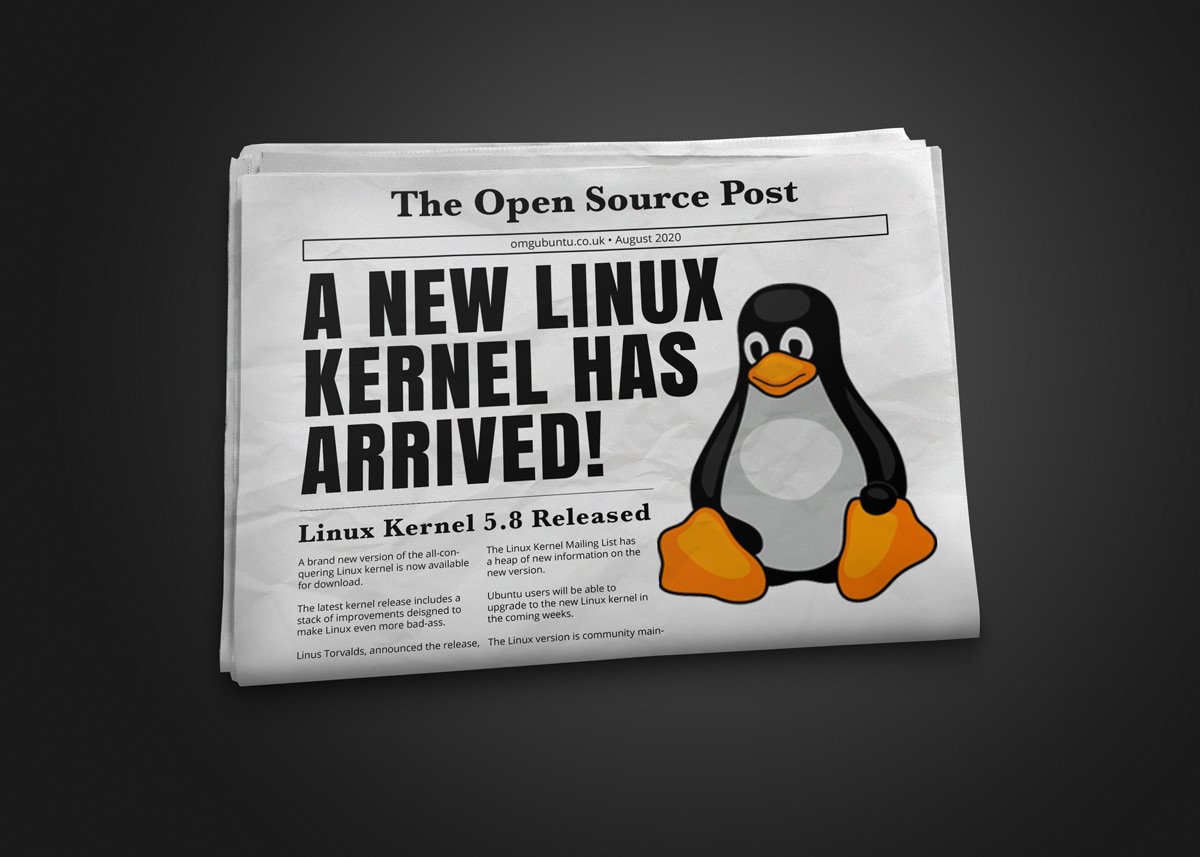 The Open Source Post
omgubuntu.co.uk • August 2020
A NEW LINUX
KERNEL HAS
ARRIVED!
Linux Kernel 5.8 Released
A brand new version of the all-con-
quering Linux kernel is now available
for download.
The latest kernel release includes a
stack of improvements deisgned to
make Linux even more bad-ass.
Linus Torvalds, announced the release,
The Linux Kernel Mailing List has
a heap of new information on the
new version.
Ubuntu users will be able to
upgrade to the new Linux kernel in
the coming weeks.
The Linux version is community main-